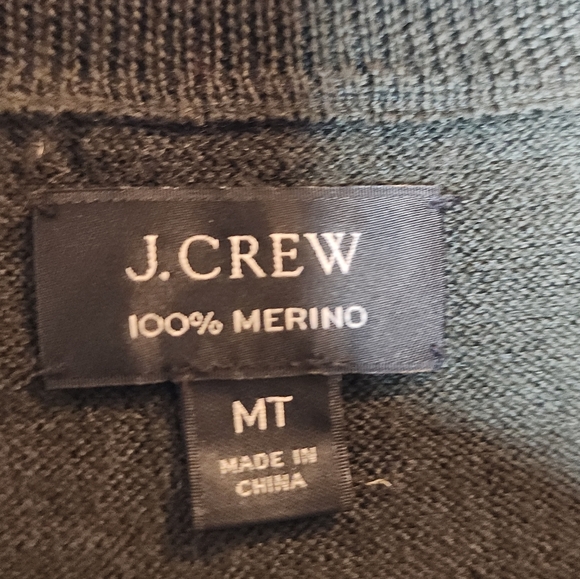 J.CREW
100% MERINO
MT
MADE IN
CHINA